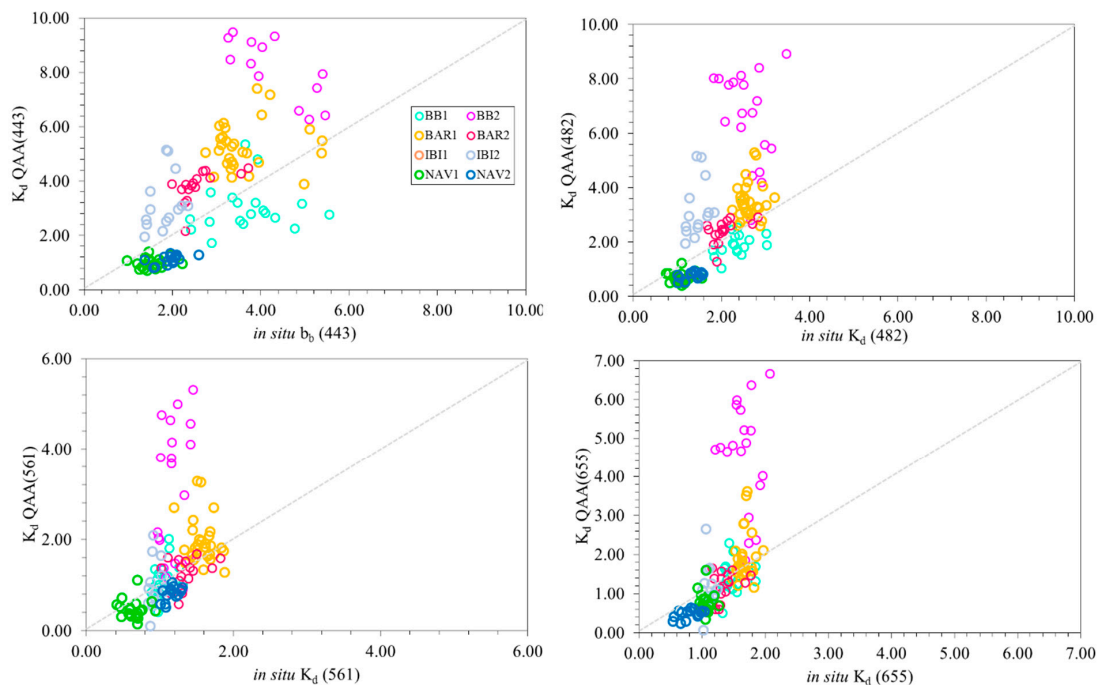 10.00
8.00
6.00
4.00
2.00
0.00
K_d QAA(443)
BB1 BB2
BAR1 BAR2
IBI1 IBI2
NAV1 NAV2
0.00 2.00 4.00 6.00 8.00 10.00
in situ b_b (443)
10.00
8.00
6.00
4.00
2.00
0.00
K_d QAA(482)
0.00 2.00 4.00 6.00 8.00 10.00
in situ K_d (482)
6.00
4.00
2.00
0.00
K_d QAA(561)
0.00 2.00 4.00 6.00
in situ K_d (561)
7.00
6.00
5.00
4.00
3.00
2.00
1.00
0.00
K_d QAA(655)
0.00 1.00 2.00 3.00 4.00 5.00 6.00 7.00
in situ K_d (655)